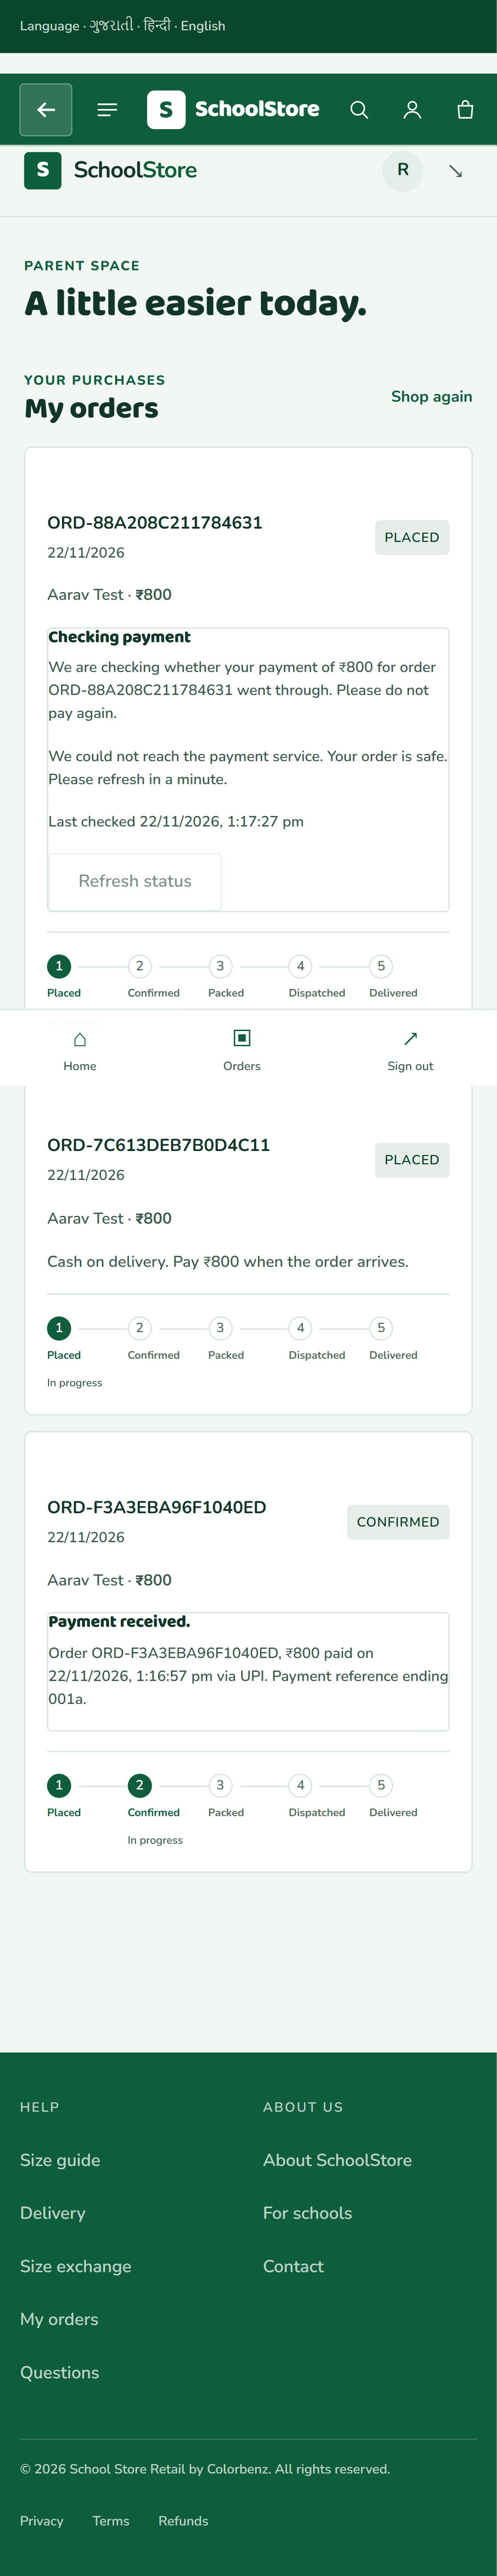 Language · ગુજરાતી · हिन्दी · English
S SchoolStore
S SchoolStore
R ↘
PARENT SPACE
A little easier today.
YOUR PURCHASES
My orders
Shop again
ORD-88A208C211784631
22/11/2026
PLACED
Aarav Test · ₹800
Checking payment
We are checking whether your payment of ₹800 for order
ORD-88A208C211784631 went through. Please do not
pay again.
We could not reach the payment service. Your order is safe.
Please refresh in a minute.
Last checked 22/11/2026, 1:17:27 pm
Refresh status
1 2 3 4 5
Placed Confirmed Packed Dispatched Delivered
Home Orders Sign out
ORD-7C613DEB7B0D4C11
22/11/2026
PLACED
Aarav Test · ₹800
Cash on delivery. Pay ₹800 when the order arrives.
1 2 3 4 5
Placed Confirmed Packed Dispatched Delivered
In progress
ORD-F3A3EBA96F1040ED
22/11/2026
CONFIRMED
Aarav Test · ₹800
Payment received.
Order ORD-F3A3EBA96F1040ED, ₹800 paid on
22/11/2026, 1:16:57 pm via UPI. Payment reference ending
001a.
1 2 3 4 5
Placed Confirmed Packed Dispatched Delivered
In progress
HELP
Size guide
Delivery
Size exchange
My orders
Questions
ABOUT US
About SchoolStore
For schools
Contact
© 2026 School Store Retail by Colorbenz. All rights reserved.
Privacy Terms Refunds